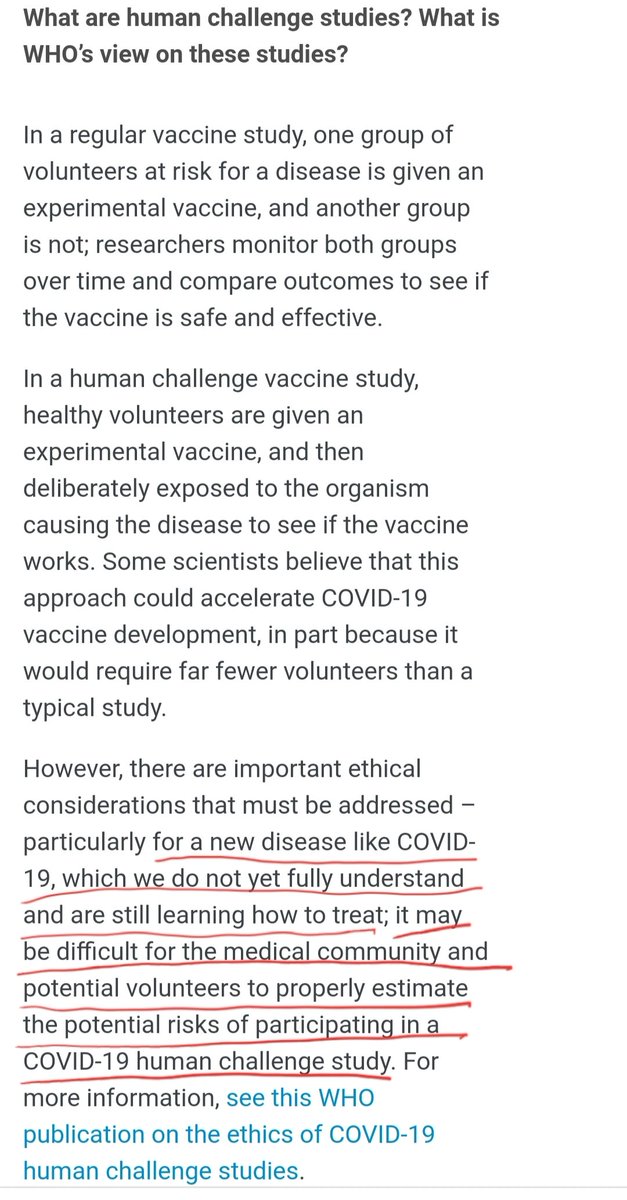 What are human challenge studies? What is
WHO’s view on these studies?
In a regular vaccine study, one group of
volunteers at risk for a disease is given an
experimental vaccine, and another group
is not; researchers monitor both groups
over time and compare outcomes to see if
the vaccine is safe and effective.
In a human challenge vaccine study,
healthy volunteers are given an
experimental vaccine, and then
deliberately exposed to the organism
causing the disease to see if the vaccine
works. Some scientists believe that this
approach could accelerate COVID-19
vaccine development, in part because it
would require far fewer volunteers than a
typical study.
However, there are important ethical
considerations that must be addressed –
particularly for a new disease like COVID-
19, which we do not yet fully understand
and are still learning how to treat; it may
be difficult for the medical community and
potential volunteers to properly estimate
the potential risks of participating in a
COVID-19 human challenge study. For
more information, see this WHO
publication on the ethics of COVID-19
human challenge studies.